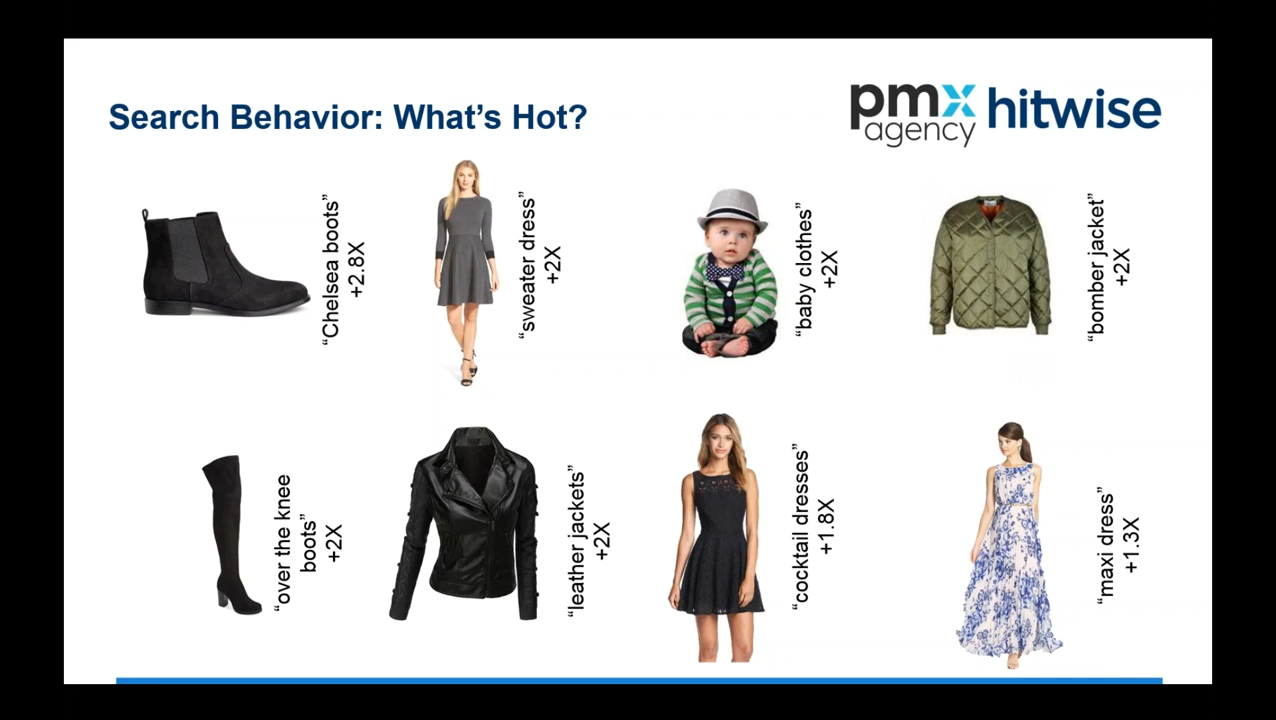 Search Behavior: What's Hot?
pmx
agency
hitwise
“Chelsea boots”
+2.8X
“sweater dress”
+2X
“baby clothes”
+2X
“bomber jacket”
+2X
“over the knee
boots”
+2X
“leather jackets”
+2X
“cocktail dresses”
+1.8X
“maxi dress”
+1.3X